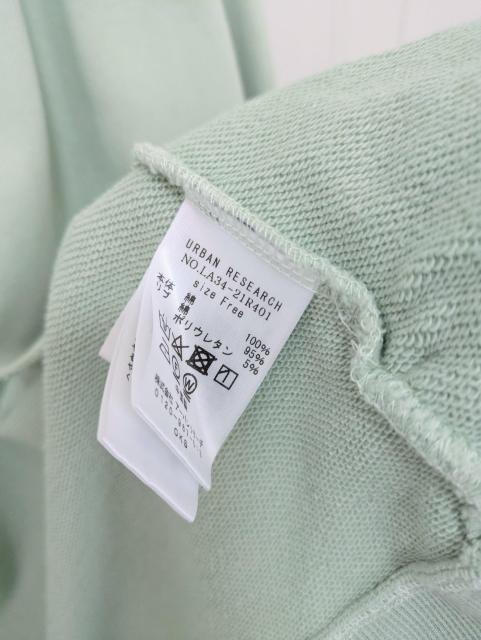 URBAN RESEARCH
NO.LA34-21R401
size Free
本体 綿 100%
リブ 綿 95%
ポリウレタン 5%